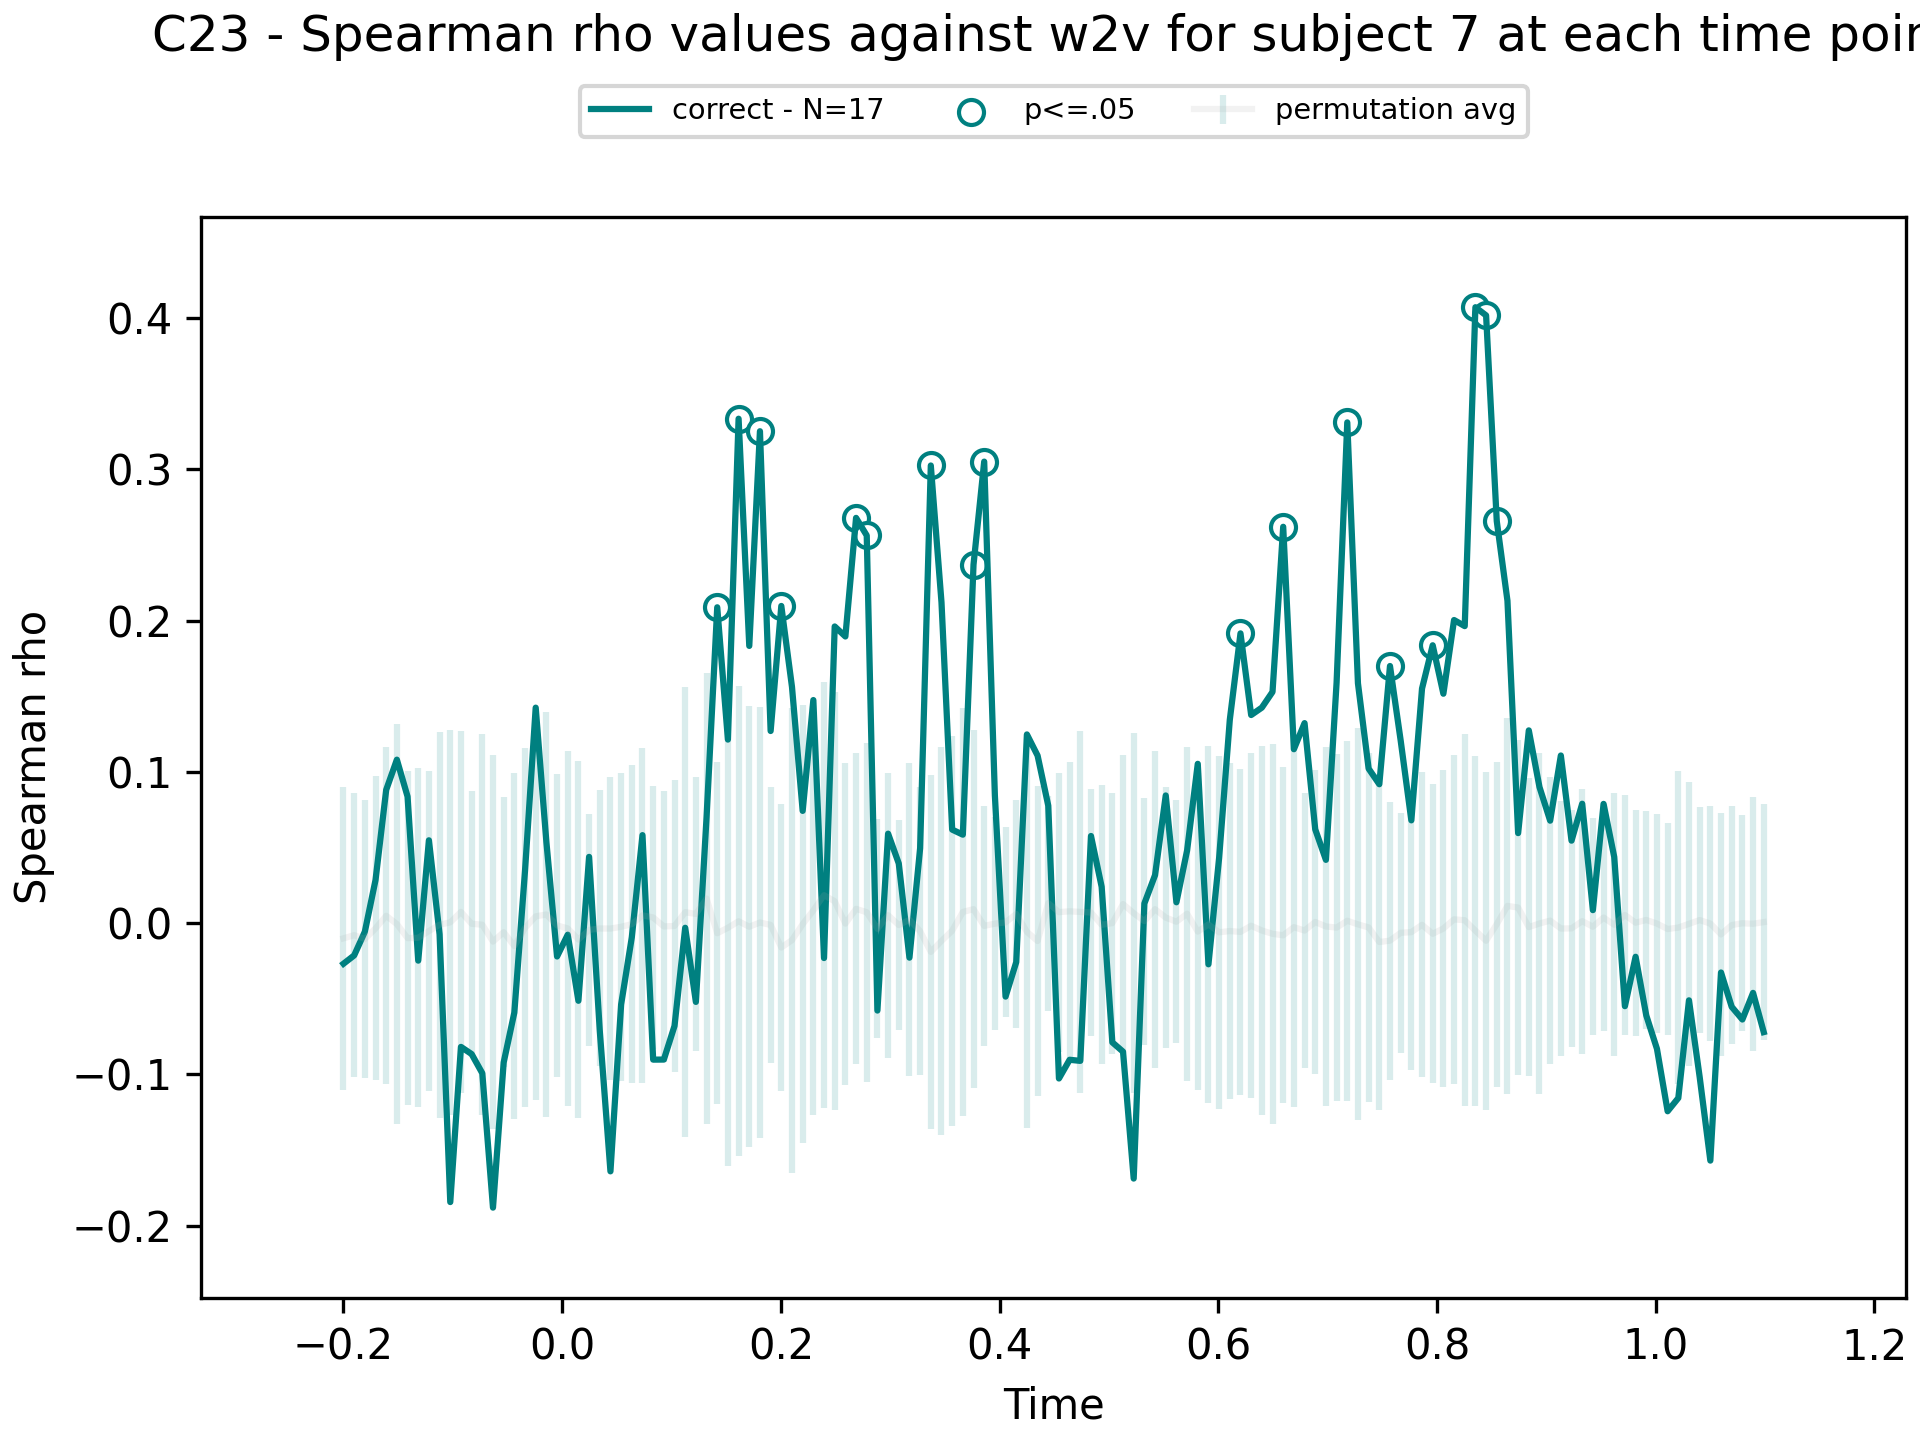 C23 - Spearman rho values against w2v for subject 7 at each time poin
correct - N=17 p<=.05 permutation avg
0.4
0.3
0.2
0.1
0.0
−0.1
−0.2
Spearman rho
−0.2 0.0 0.2 0.4 0.6 0.8 1.0 1.2
Time